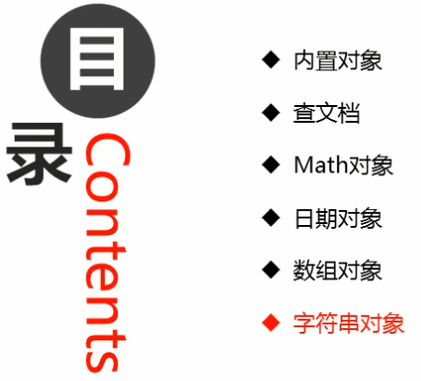 目录
Contents
◆ 内置对象
◆ 查文档
◆ Math对象
◆ 日期对象
◆ 数组对象
◆ 字符串对象